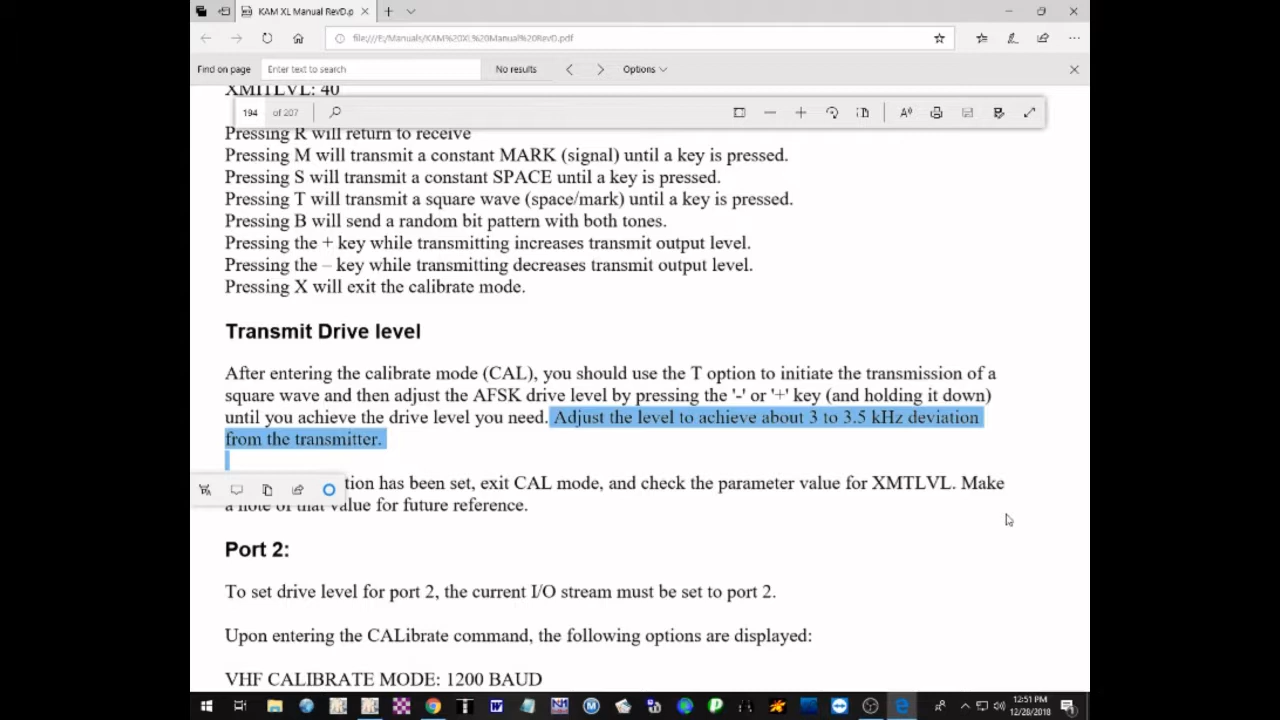 KAM XL Manual RevD.p
file:///E:/Manuals/KAM%20XL%20Manual%20RevD.pdf
Find on page
Enter text to search
No results
Options
XMITLVL: 40
194 of 207
Pressing R will return to receive
Pressing M will transmit a constant MARK (signal) until a key is pressed.
Pressing S will transmit a constant SPACE until a key is pressed.
Pressing T will transmit a square wave (space/mark) until a key is pressed.
Pressing B will send a random bit pattern with both tones.
Pressing the + key while transmitting increases transmit output level.
Pressing the – key while transmitting decreases transmit output level.
Pressing X will exit the calibrate mode.
Transmit Drive level
After entering the calibrate mode (CAL), you should use the T option to initiate the transmission of a
square wave and then adjust the AFSK drive level by pressing the '-' or '+' key (and holding it down)
until you achieve the drive level you need. Adjust the level to achieve about 3 to 3.5 kHz deviation
from the transmitter.
tion has been set, exit CAL mode, and check the parameter value for XMTLVL. Make
a note of that value for future reference.
Port 2:
To set drive level for port 2, the current I/O stream must be set to port 2.
Upon entering the CALibrate command, the following options are displayed:
VHF CALIBRATE MODE: 1200 BAUD
12:51 PM
12/28/2018